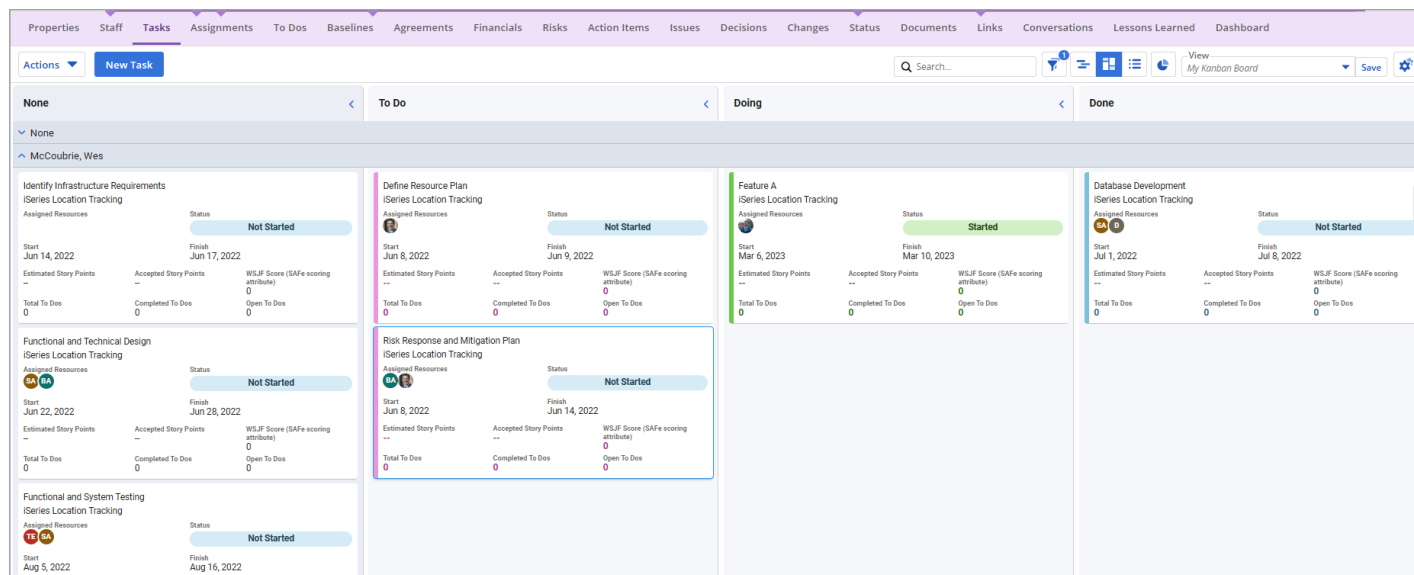 Properties Staff Tasks Assignments To Dos Baselines Agreements Financials Risks Action Items Issues Decisions Changes Status Documents Links Conversations Lessons Learned Dashboard
Actions New Task Search... 1 View My Kanban Board Save
None To Do Doing Done
None
McCoubrie, Wes
Identify Infrastructure Requirements
iSeries Location Tracking
Assigned Resources Status
Not Started
Start Finish
Jun 14, 2022 Jun 17, 2022
Estimated Story Points Accepted Story Points WSJF Score (SAFe scoring
attribute)
-- -- 0
Total To Dos Completed To Dos Open To Dos
0 0 0
Functional and Technical Design
iSeries Location Tracking
Assigned Resources Status
SA BA Not Started
Start Finish
Jun 22, 2022 Jun 28, 2022
Estimated Story Points Accepted Story Points WSJF Score (SAFe scoring
attribute)
-- -- 0
Total To Dos Completed To Dos Open To Dos
0 0 0
Functional and System Testing
iSeries Location Tracking
Assigned Resources Status
TE SA Not Started
Start Finish
Aug 5, 2022 Aug 16, 2022
Define Resource Plan
iSeries Location Tracking
Assigned Resources Status
Not Started
Start Finish
Jun 8, 2022 Jun 9, 2022
Estimated Story Points Accepted Story Points WSJF Score (SAFe scoring
attribute)
-- -- 0
Total To Dos Completed To Dos Open To Dos
0 0 0
Risk Response and Mitigation Plan
iSeries Location Tracking
Assigned Resources Status
BA Not Started
Start Finish
Jun 8, 2022 Jun 14, 2022
Estimated Story Points Accepted Story Points WSJF Score (SAFe scoring
attribute)
-- -- 0
Total To Dos Completed To Dos Open To Dos
0 0 0
Feature A
iSeries Location Tracking
Assigned Resources Status
Started
Start Finish
Mar 6, 2023 Mar 10, 2023
Estimated Story Points Accepted Story Points WSJF Score (SAFe scoring
attribute)
-- -- 0
Total To Dos Completed To Dos Open To Dos
0 0 0
Database Development
iSeries Location Tracking
Assigned Resources Status
SA D Not Started
Start Finish
Jul 1, 2022 Jul 8, 2022
Estimated Story Points Accepted Story Points WSJF Score (SAFe scoring
attribute)
-- -- 0
Total To Dos Completed To Dos Open To Dos
0 0 0